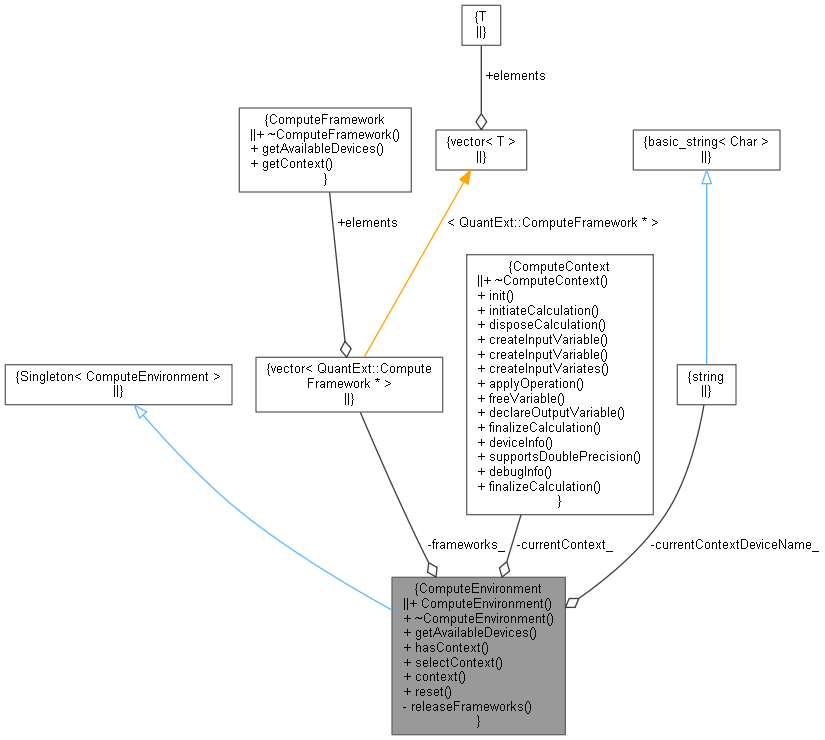 {T
||}
+elements
{ComputeFramework
||+ ~ComputeFramework()
+ getAvailableDevices()
+ getContext()
}
{vector< T >
||}
{basic_string< Char >
||}
+elements
< QuantExt::ComputeFramework * >
{ComputeContext
||+ ~ComputeContext()
+ init()
+ initiateCalculation()
+ disposeCalculation()
+ createInputVariable()
+ createInputVariable()
+ createInputVariates()
+ applyOperation()
+ freeVariable()
+ declareOutputVariable()
+ finalizeCalculation()
+ deviceInfo()
+ supportsDoublePrecision()
+ debugInfo()
+ finalizeCalculation()
}
{Singleton< ComputeEnvironment >
||}
{vector< QuantExt::Compute
Framework * >
||}
{string
||}
-frameworks_
-currentContext_
-currentContextDeviceName_
{ComputeEnvironment
||+ ComputeEnvironment()
+ ~ComputeEnvironment()
+ getAvailableDevices()
+ hasContext()
+ selectContext()
+ context()
+ reset()
- releaseFrameworks()
}